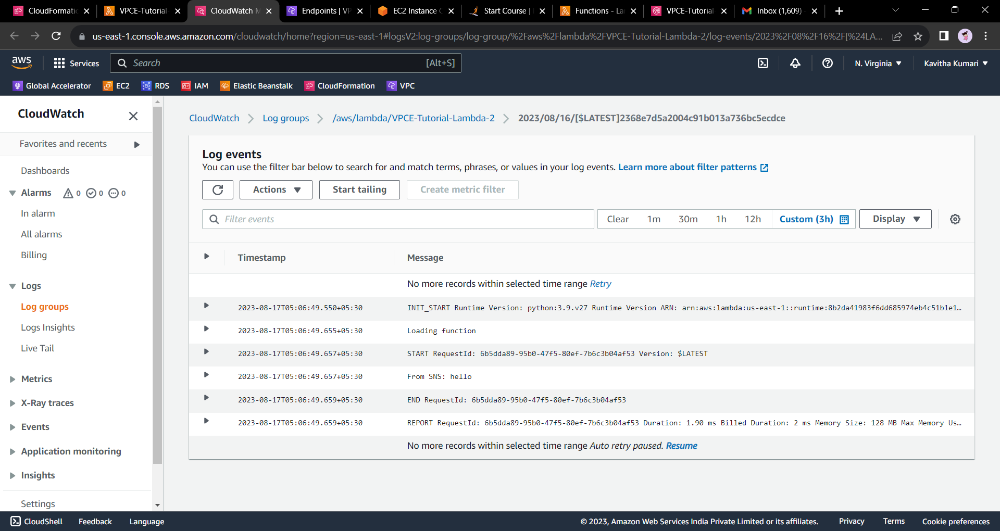 CloudFormatic
VPCE-Tutorial-
CloudWatch M
Endpoints | VP
EC2 Instance C
Start Course |
Functions - La
VPCE-Tutorial
Inbox (1,609) -
us-east-1.console.aws.amazon.com/cloudwatch/home?region=us-east-1#logsV2:log-groups/log-group/%2Faws%2Flambda%2FVPCE-Tutorial-Lambda-2/log-events/2023%2F08%2F16%2F[%24LA...
aws
Services
Search
[Alt+S]
N. Virginia
Kavitha Kumari
Global Accelerator
EC2
RDS
IAM
Elastic Beanstalk
CloudFormation
VPC
CloudWatch
Favorites and recents
Dashboards
Alarms 0 0 0
In alarm
All alarms
Billing
Logs
Log groups
Logs Insights
Live Tail
Metrics
X-Ray traces
Events
Application monitoring
Insights
Settings
CloudWatch
Log groups
/aws/lambda/VPCE-Tutorial-Lambda-2
2023/08/16/[$LATEST]2368e7d5a2004c91b013a736bc5ecdce
Log events
You can use the filter bar below to search for and match terms, phrases, or values in your log events. Learn more about filter patterns
Actions
Start tailing
Create metric filter
Filter events
Clear 1m 30m 1h 12h Custom (3h)
Display
Timestamp Message
No more records within selected time range Retry
2023-08-17T05:06:49.550+05:30 INIT_START Runtime Version: python:3.9.v27 Runtime Version ARN: arn:aws:lambda:us-east-1::runtime:8b2da41983f6dd685974eb4c51b1e1…
2023-08-17T05:06:49.655+05:30 Loading function
2023-08-17T05:06:49.657+05:30 START RequestId: 6b5dda89-95b0-47f5-80ef-7b6c3b04af53 Version: $LATEST
2023-08-17T05:06:49.657+05:30 From SNS: hello
2023-08-17T05:06:49.659+05:30 END RequestId: 6b5dda89-95b0-47f5-80ef-7b6c3b04af53
2023-08-17T05:06:49.659+05:30 REPORT RequestId: 6b5dda89-95b0-47f5-80ef-7b6c3b04af53 Duration: 1.90 ms Billed Duration: 2 ms Memory Size: 128 MB Max Memory Us…
No more records within selected time range Auto retry paused. Resume
CloudShell
Feedback
Language
© 2023, Amazon Web Services India Private Limited or its affiliates.
Privacy
Terms
Cookie preferences